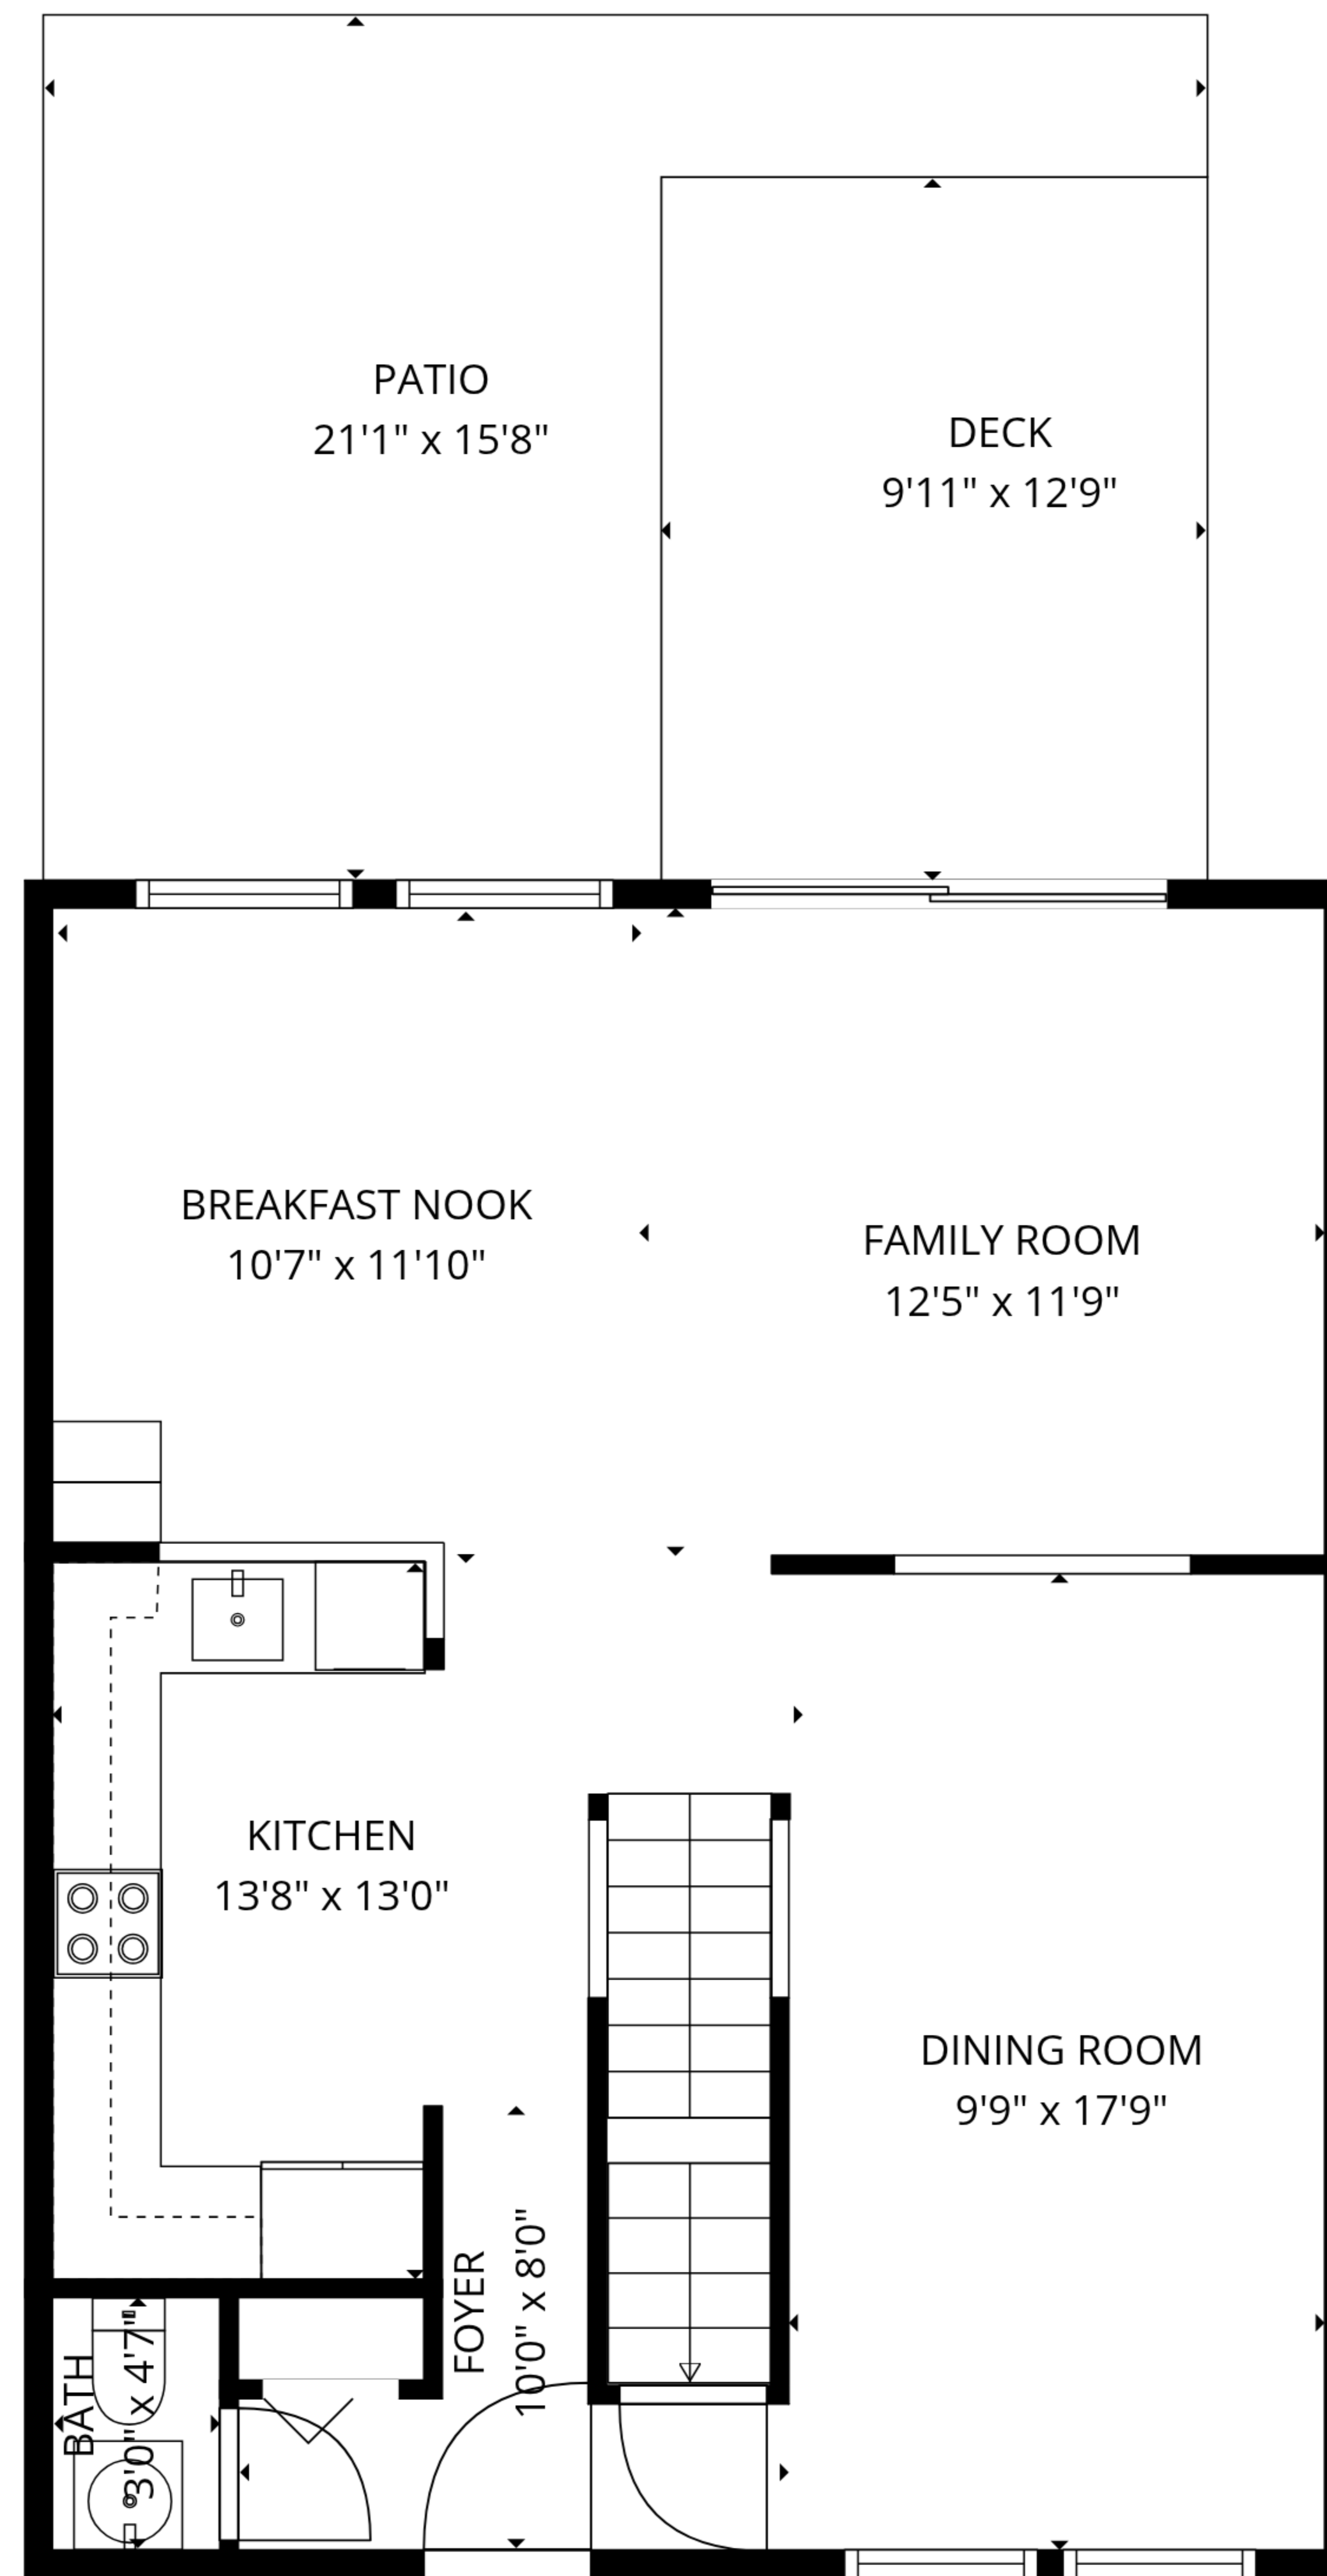 PATIO
21'1" x 15'8"
DECK
9'11" x 12'9"
BREAKFAST NOOK
10'7" x 11'10"
FAMILY ROOM
12'5" x 11'9"
KITCHEN
13'8" x 13'0"
DINING ROOM
9'9" x 17'9"
FOYER
10'0" x 8'0"
BATH
3'0" x 4'7"